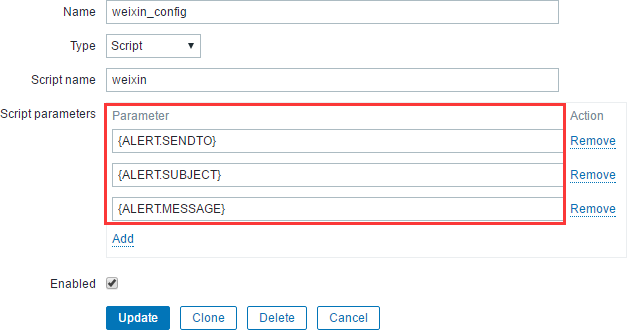 Name weixin_config
Type Script
Script name weixin
Script parameters Parameter Action
{ALERT.SENDTO} Remove
{ALERT.SUBJECT} Remove
{ALERT.MESSAGE} Remove
Add
Enabled
Update Clone Delete Cancel